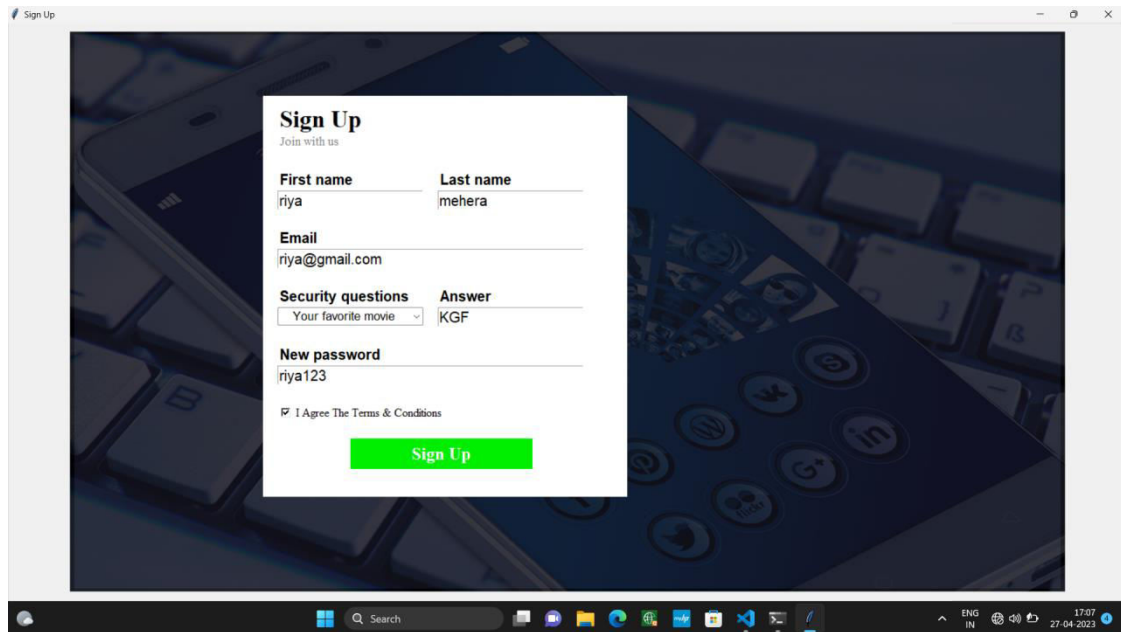 Sign Up
Sign Up
Join with us
First name Last name
riya mehera
Email
riya@gmail.com
Security questions Answer
Your favorite movie KGF
New password
riya123
I Agree The Terms & Conditions
Sign Up
flickr
Search
ENG
IN
17:07
27-04-2023
4